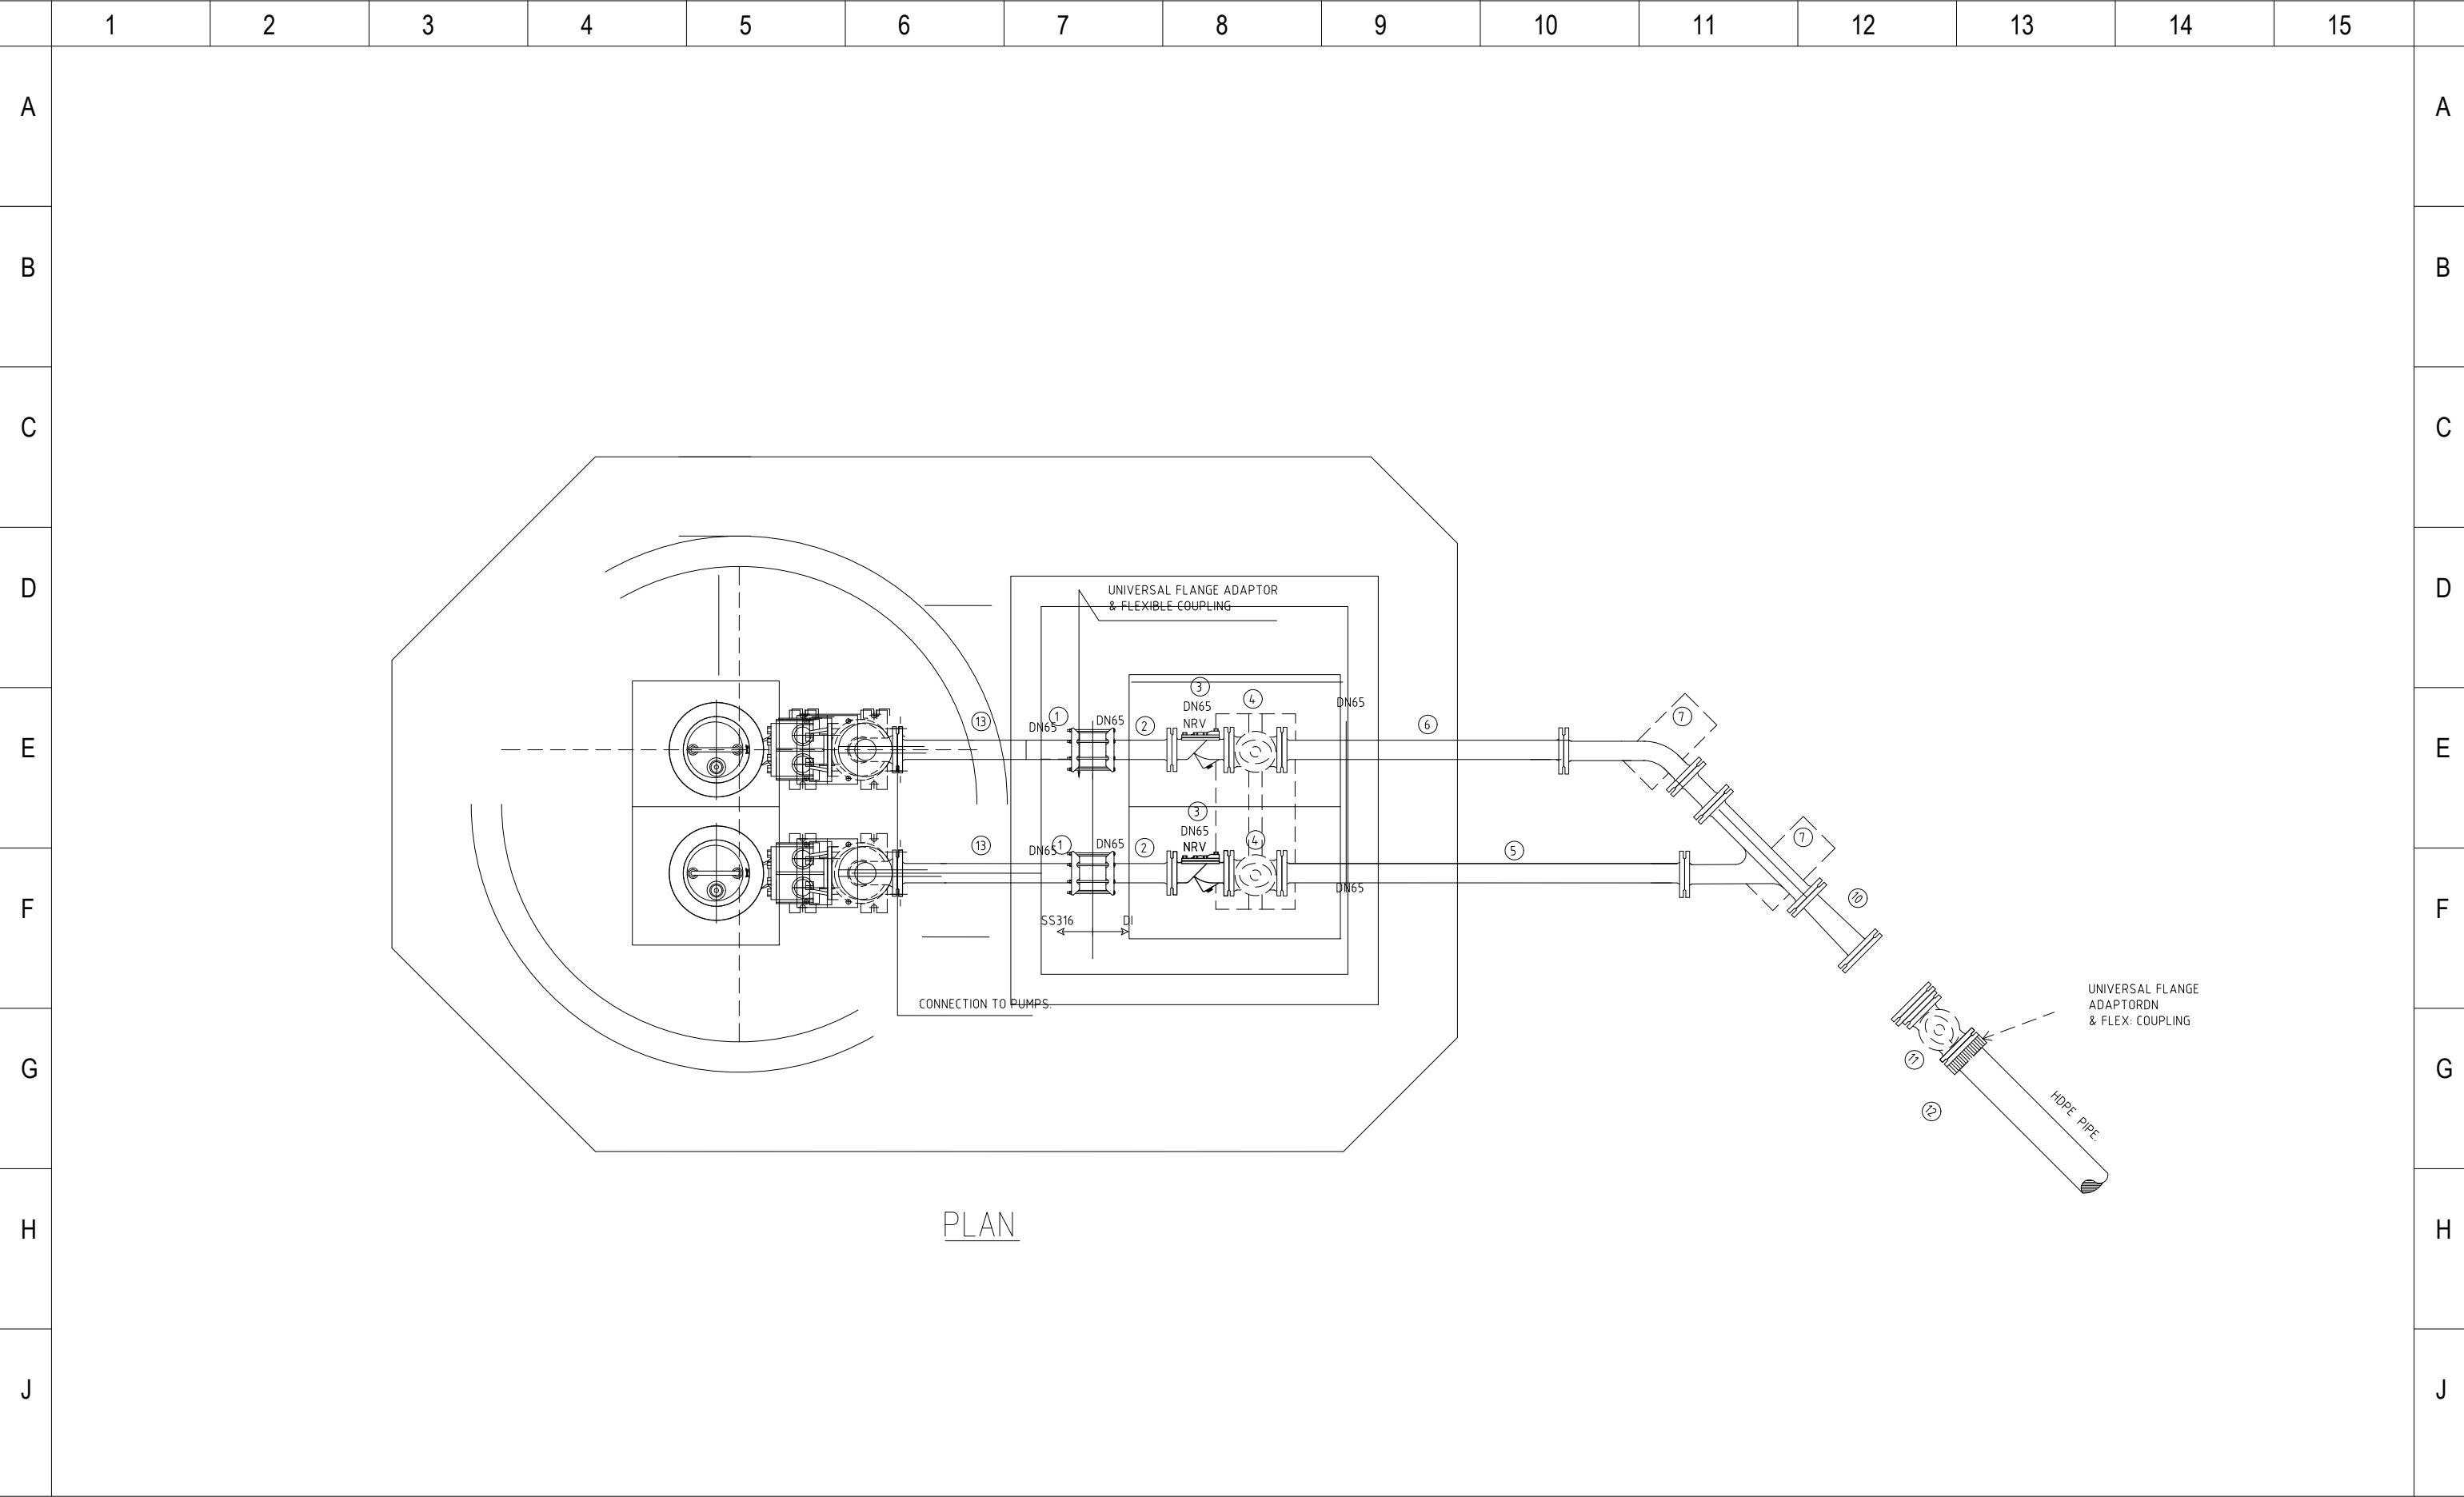 1 2 3 4 5 6 7 8 9 10 11 12 13 14 15
A A
B B
C C
D D
UNIVERSAL FLANGE ADAPTOR
& FLEXIBLE COUPLING
3 4
DN65 DN65
13 1 DN65 2 NRV 6 7
DN65
E E
3
DN65
7
13 1 DN65 2 NRV 4 5
DN65
DN65
10
F F
SS316 DI
UNIVERSAL FLANGE
ADAPTORDN
& FLEX: COUPLING
CONNECTION TO PUMPS.
11
G G
HDPE PIPE.
12
PLAN
H H
J J